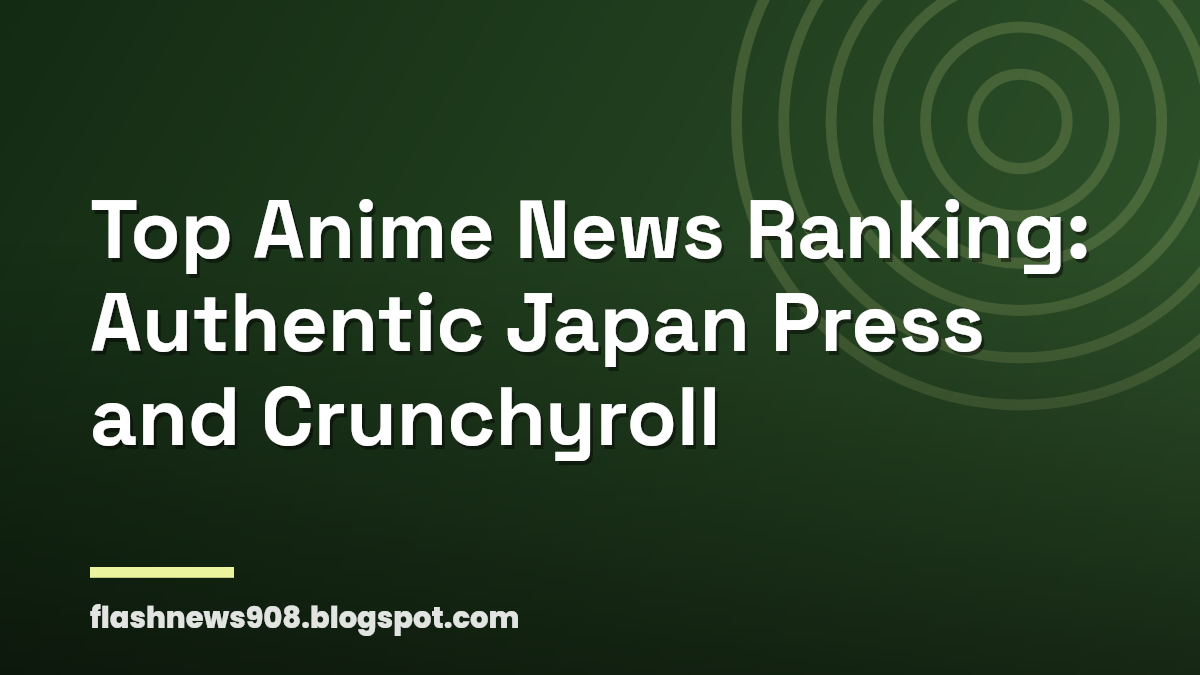 Top Anime News Ranking:
Authentic Japan Press
and Crunchyroll
flashnews908.blogspot.com